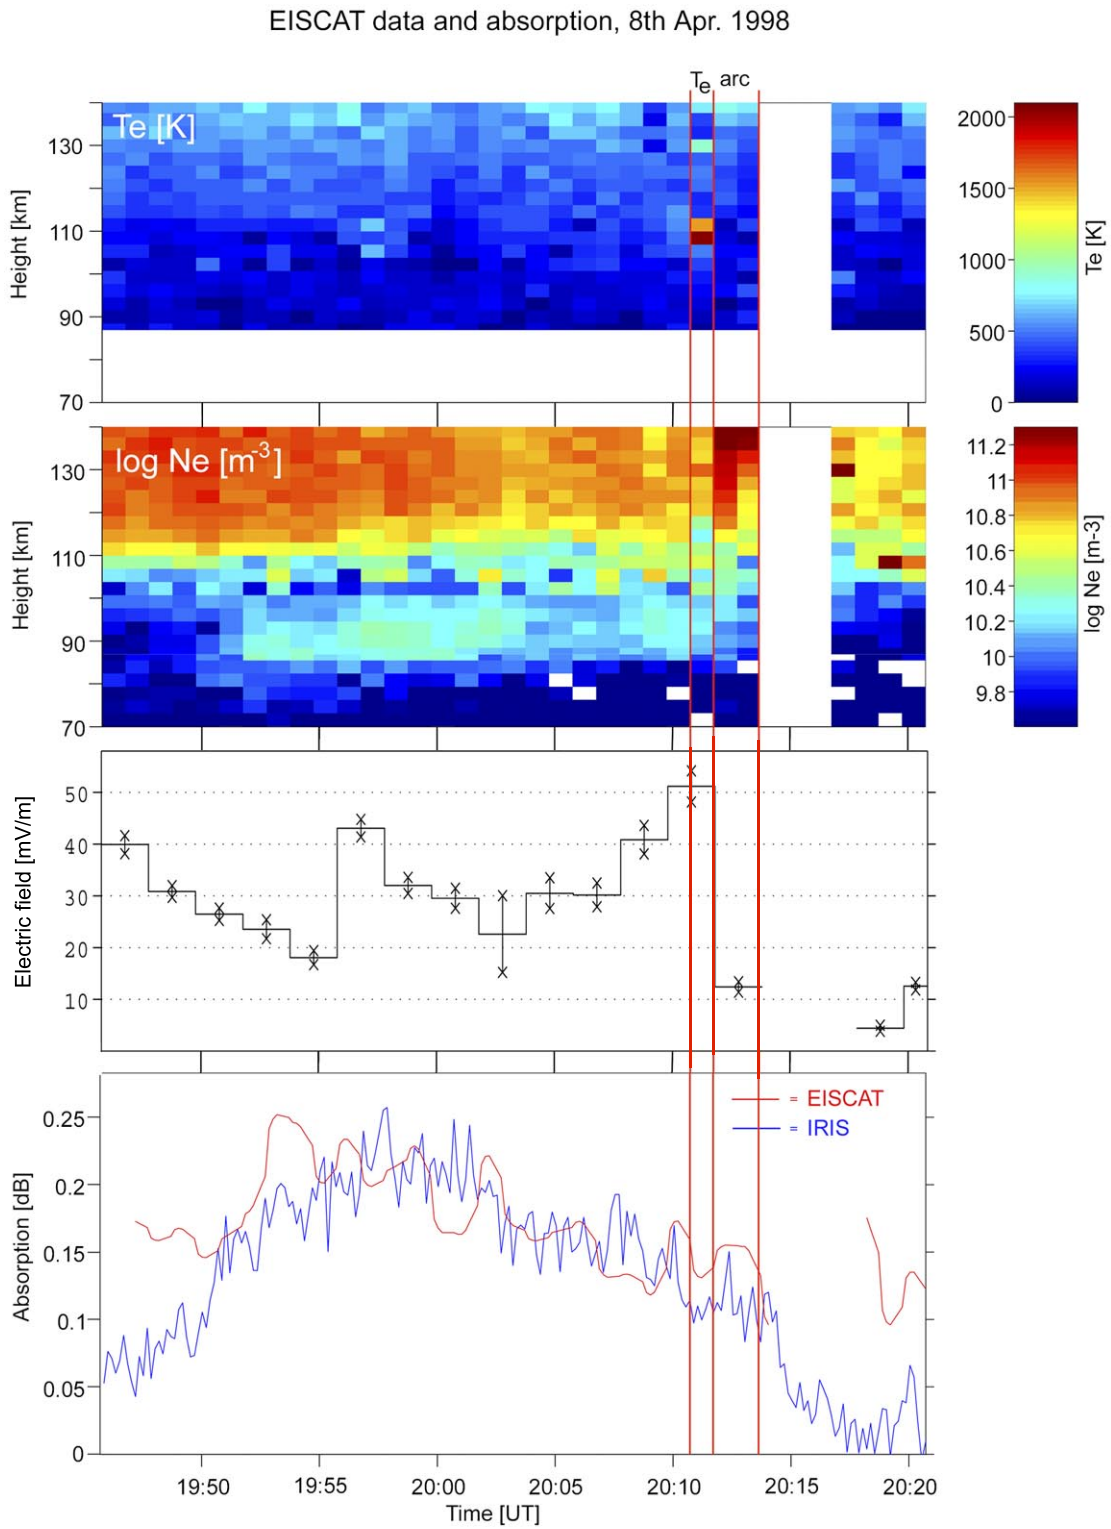 EISCAT data and absorption, 8th Apr. 1998
Te arc
Te [K]
130
110
90
70
Height [km]
2000
1500
1000
500
0
Te [K]
log Ne [m-3]
130
110
90
70
Height [km]
11.2
11
10.8
10.6
10.4
10.2
10
9.8
log Ne [m-3]
50
40
30
20
10
Electric field [mV/m]
= EISCAT
= IRIS
0.25
0.2
0.15
0.1
0.05
0
Absorption [dB]
19:50 19:55 20:00 20:05 20:10 20:15 20:20
Time [UT]